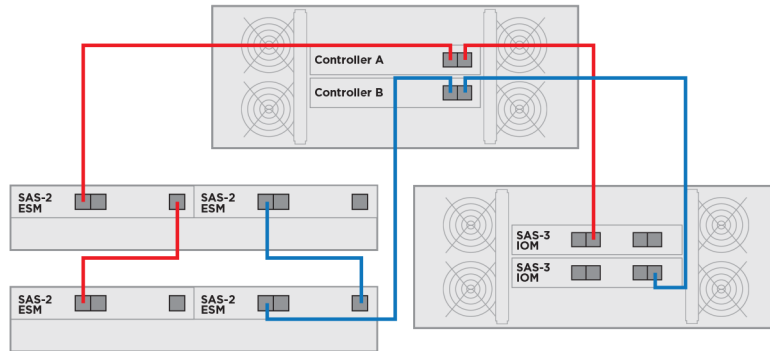 Controller A
Controller B
SAS-2
ESM
SAS-2
ESM
SAS-3
IOM
SAS-3
IOM
SAS-2
ESM
SAS-2
ESM